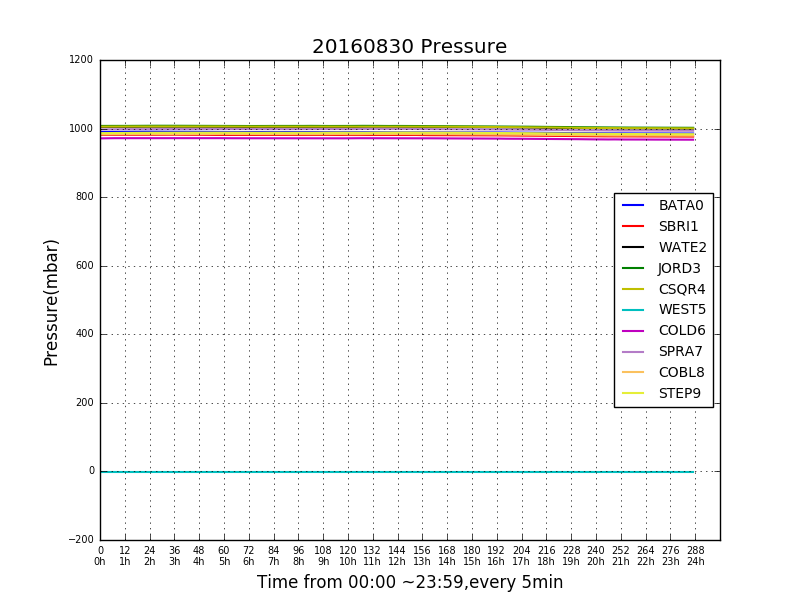 20160830 Pressure
1200
1000
800
600
400
200
0
−200
Pressure(mbar)
BATA0
SBRI1
WATE2
JORD3
CSQR4
WEST5
COLD6
SPRA7
COBL8
STEP9
0 12 24 36 48 60 72 84 96 108 120 132 144 156 168 180 192 204 216 228 240 252 264 276 288
0h 1h 2h 3h 4h 5h 6h 7h 8h 9h 10h 11h 12h 13h 14h 15h 16h 17h 18h 19h 20h 21h 22h 23h 24h
Time from 00:00 ~23:59,every 5min